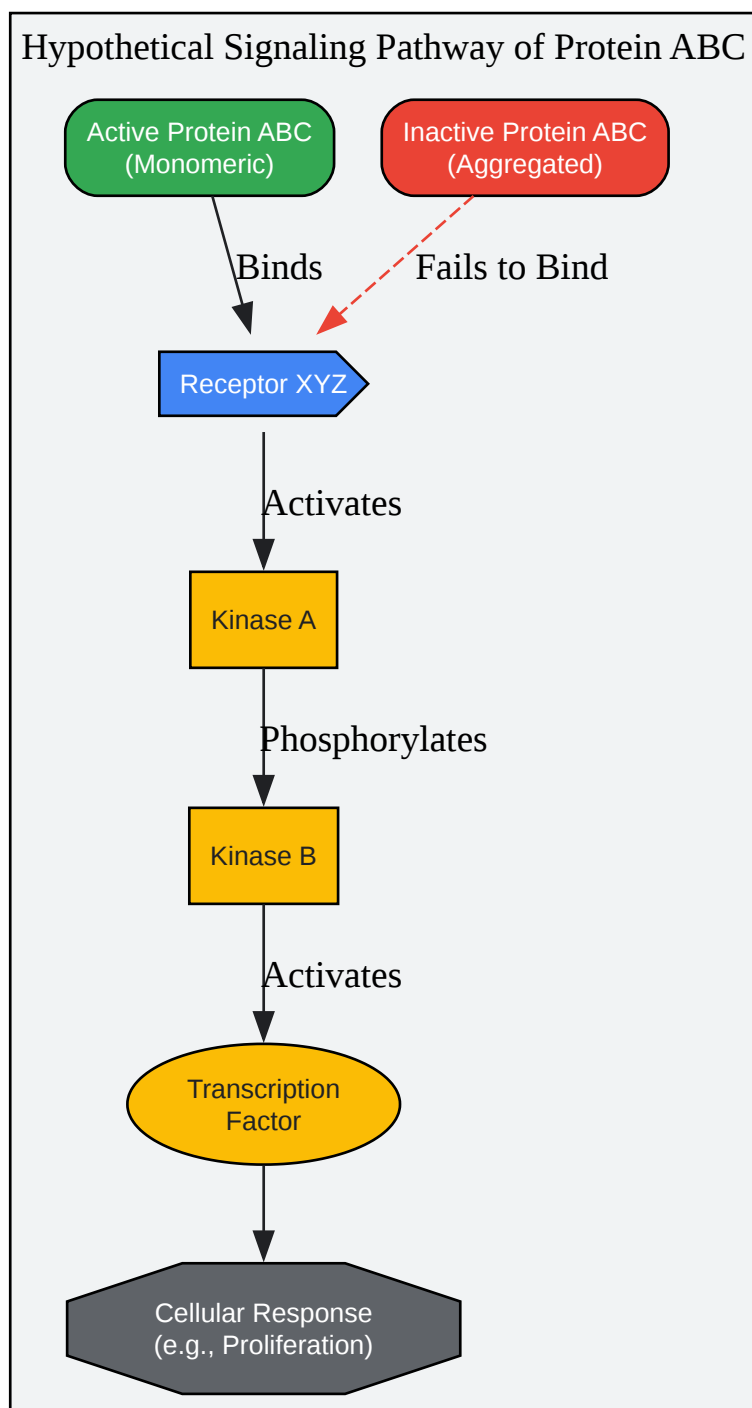 Hypothetical Signaling Pathway of Protein ABC
Active Protein ABC
(Monomeric)
Inactive Protein ABC
(Aggregated)
Binds
Fails to Bind
Receptor XYZ
Activates
Kinase A
Phosphorylates
Kinase B
Activates
Transcription
Factor
Cellular Response
(e.g., Proliferation)